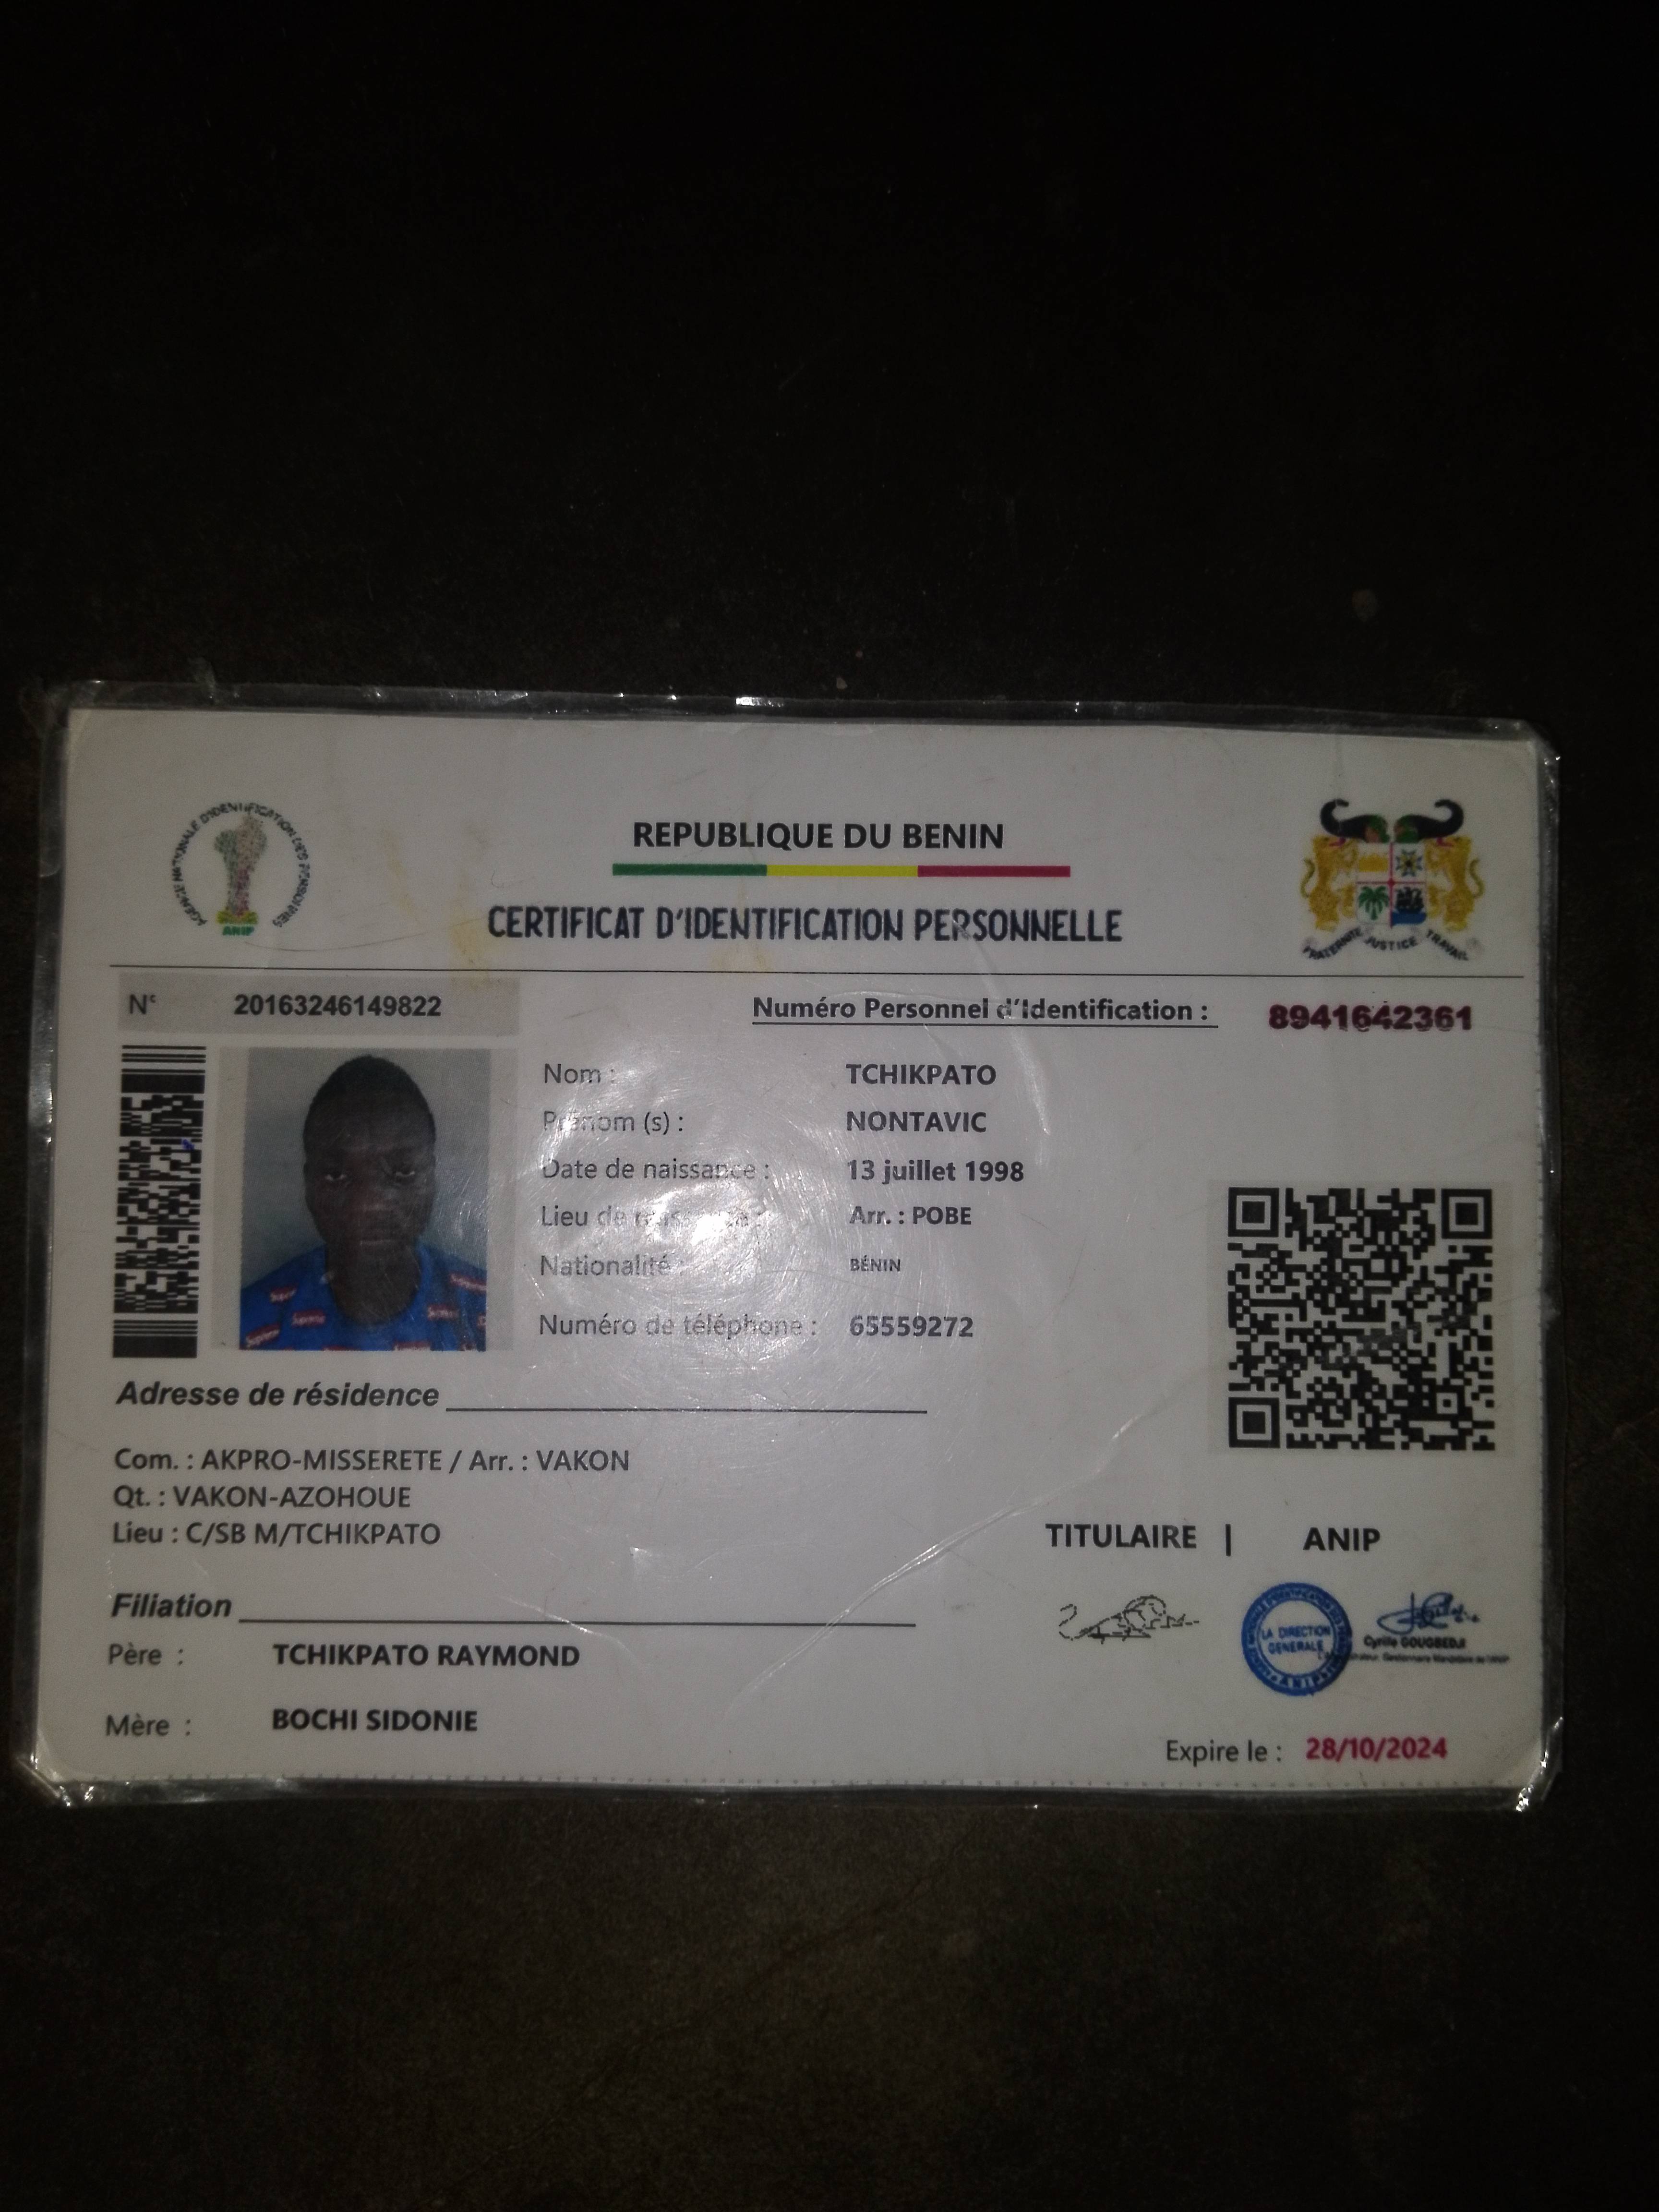 AGENCE NATIONALE D'IDENTIFICATION DES PERSONNES
ANIP
REPUBLIQUE DU BENIN
CERTIFICAT D'IDENTIFICATION PERSONNELLE
FRATERNITE JUSTICE TRAVAIL
N° 20163246149822
Numéro Personnel d'Identification : 8941642361
Nom : TCHIKPATO
Prénom (s) : NONTAVIC
Date de naissance : 13 juillet 1998
Lieu de naissance : Arr. : POBE
Nationalité : BÉNIN
Numéro de téléphone : 65559272
Supreme
Adresse de résidence
Com. : AKPRO-MISSERETE / Arr. : VAKON
Qt. : VAKON-AZOHOUE
Lieu : C/SB M/TCHIKPATO
TITULAIRE | ANIP
Filiation
Père : TCHIKPATO RAYMOND
Mère : BOCHI SIDONIE
LA DIRECTION
GENERALE
Cyrille GOUGBEDJI
Expire le : 28/10/2024